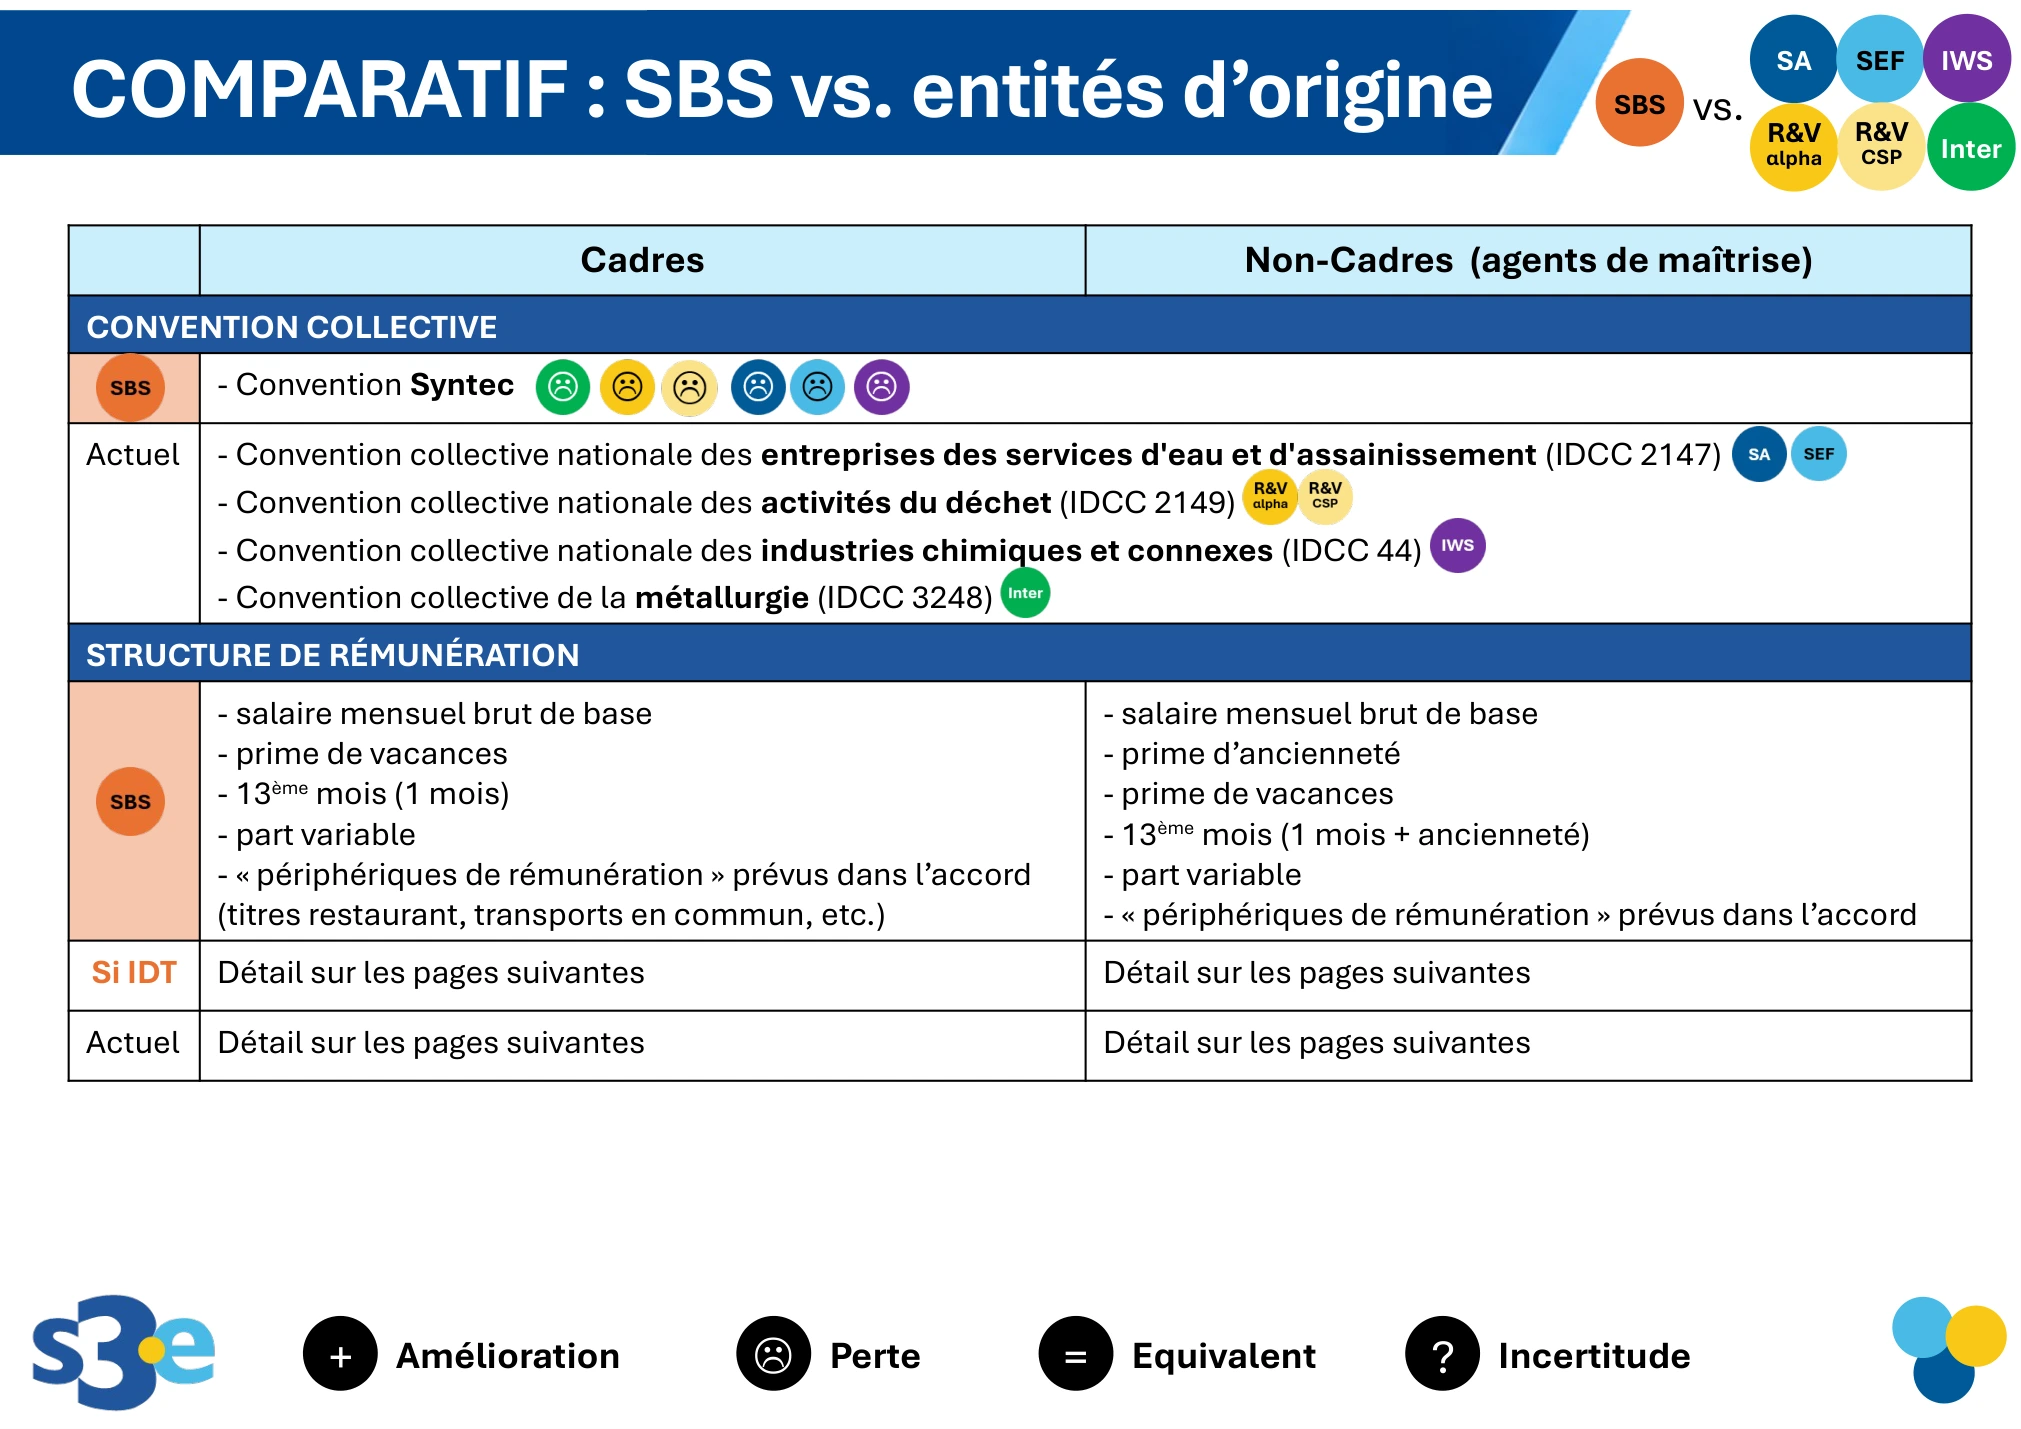 COMPARATIF : SBS vs. entités d’origine
SBS vs.
SA SEF IWS
R&V alpha R&V CSP Inter
Cadres Non-Cadres (agents de maîtrise)
CONVENTION COLLECTIVE
SBS - Convention Syntec
Actuel - Convention collective nationale des entreprises des services d'eau et d'assainissement (IDCC 2147) SA SEF
- Convention collective nationale des activités du déchet (IDCC 2149) R&V alpha R&V CSP
- Convention collective nationale des industries chimiques et connexes (IDCC 44) IWS
- Convention collective de la métallurgie (IDCC 3248) Inter
STRUCTURE DE RÉMUNÉRATION
SBS
- salaire mensuel brut de base
- prime de vacances
- 13ème mois (1 mois)
- part variable
- « périphériques de rémunération » prévus dans l’accord
(titres restaurant, transports en commun, etc.)
- salaire mensuel brut de base
- prime d’ancienneté
- prime de vacances
- 13ème mois (1 mois + ancienneté)
- part variable
- « périphériques de rémunération » prévus dans l’accord
Si IDT Détail sur les pages suivantes Détail sur les pages suivantes
Actuel Détail sur les pages suivantes Détail sur les pages suivantes
s3e
+ Amélioration ☹ Perte = Equivalent ? Incertitude